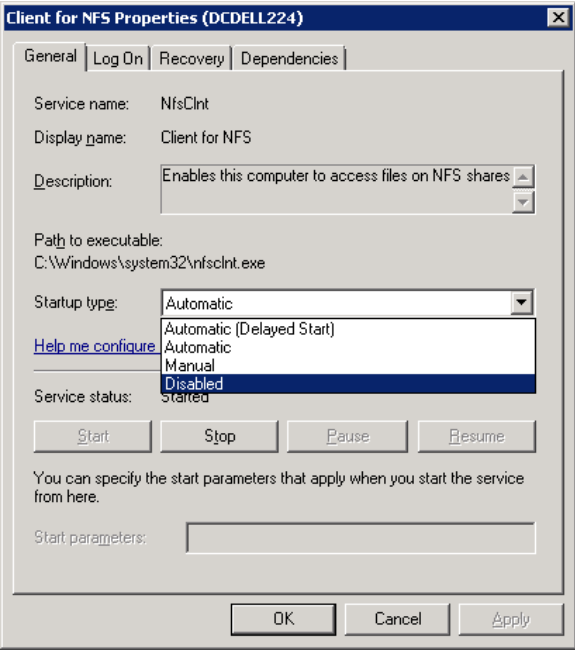 Client for NFS Properties (DCDELL224)
General Log On Recovery Dependencies
Service name: NfsClnt
Display name: Client for NFS
Description: Enables this computer to access files on NFS shares
Path to executable:
C:\Windows\system32\nfsclnt.exe
Startup type: Automatic
Automatic (Delayed Start)
Help me configure Automatic
Manual
Disabled
Service status: Started
Start Stop Pause Resume
You can specify the start parameters that apply when you start the service
from here.
Start parameters:
OK Cancel Apply